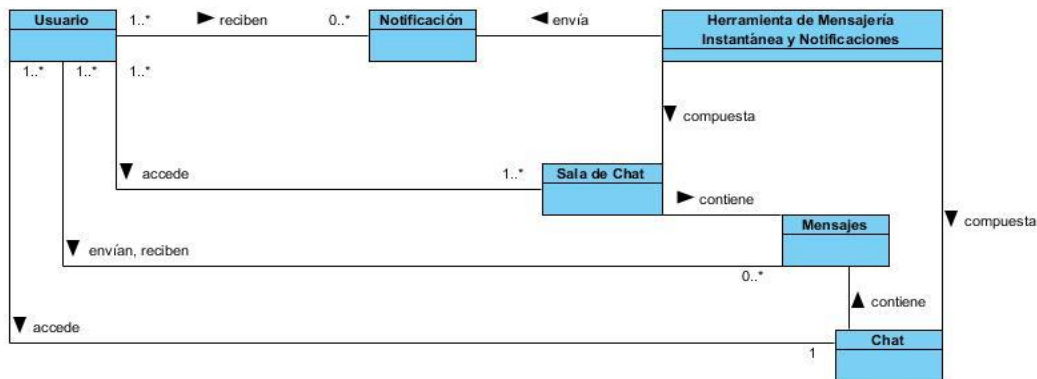 Usuario
1..*
reciben
0..*
Notificación
envía
Herramienta de Mensajería
Instantánea y Notificaciones
1..*
1..*
1..*
compuesta
accede
1..*
Sala de Chat
contiene
Mensajes
compuesta
envían, reciben
0..*
contiene
accede
1
Chat